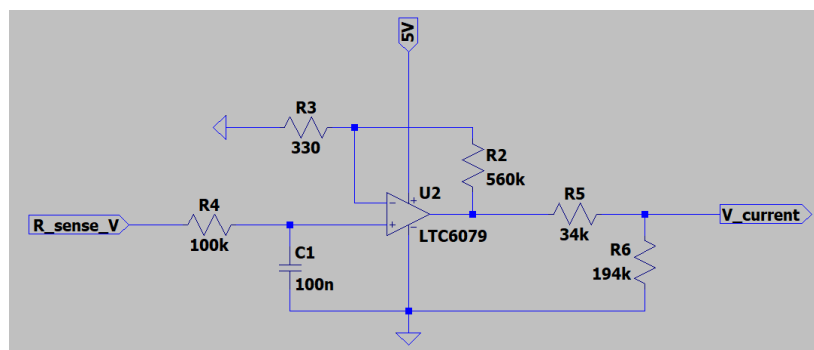 5V
R3
330
R2
560k
U2
LTC6079
R4
100k
R_sense_V
C1
100n
R5
34k
R6
194k
V_current